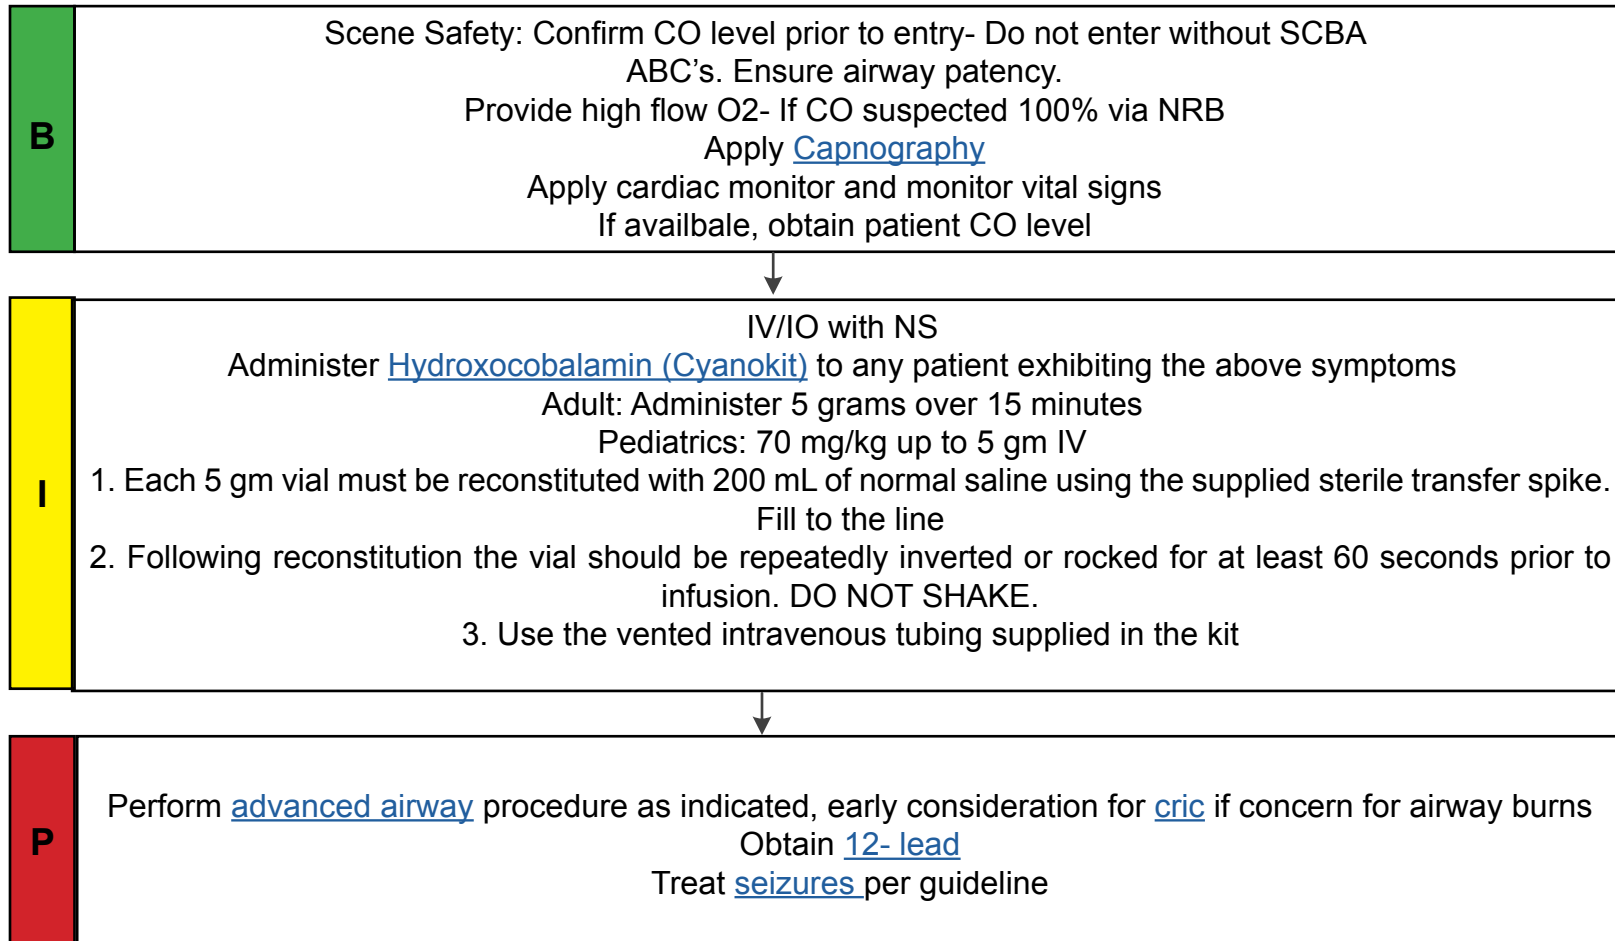 B
Scene Safety: Confirm CO level prior to entry- Do not enter without SCBA
ABC's. Ensure airway patency.
Provide high flow O2- If CO suspected 100% via NRB
Apply Capnography
Apply cardiac monitor and monitor vital signs
If availbale, obtain patient CO level
I
IV/IO with NS
Administer Hydroxocobalamin (Cyanokit) to any patient exhibiting the above symptoms
Adult: Administer 5 grams over 15 minutes
Pediatrics: 70 mg/kg up to 5 gm IV
1. Each 5 gm vial must be reconstituted with 200 mL of normal saline using the supplied sterile transfer spike.
Fill to the line
2. Following reconstitution the vial should be repeatedly inverted or rocked for at least 60 seconds prior to
infusion. DO NOT SHAKE.
3. Use the vented intravenous tubing supplied in the kit
P
Perform advanced airway procedure as indicated, early consideration for cric if concern for airway burns
Obtain 12- lead
Treat seizures per guideline